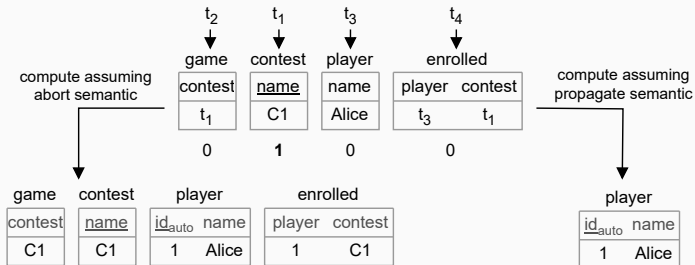 t2 t1 t3 t4
game contest player enrolled
compute assuming
abort semantic
contest name name player contest
t1 C1 Alice t3 t1
compute assuming
propagate semantic
0 1 0 0
game contest player enrolled
contest name idauto name player contest
C1 C1 1 Alice 1 C1
player
idauto name
1 Alice